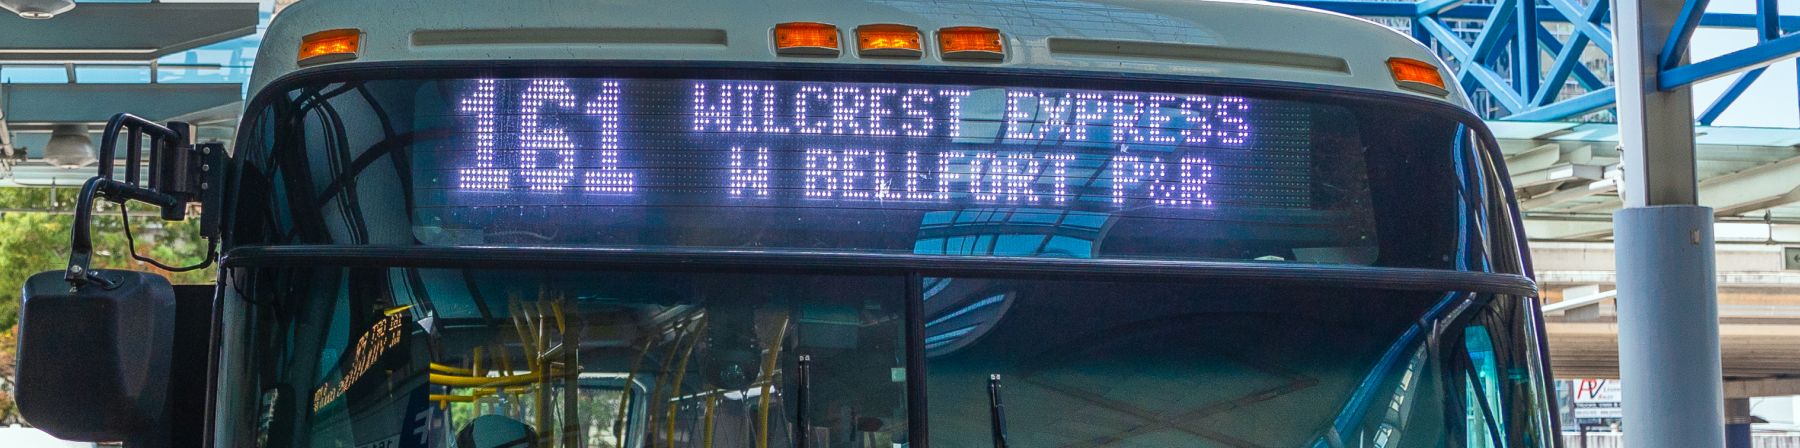 161 WILCREST EXPRESS
W BELLFORT P&R